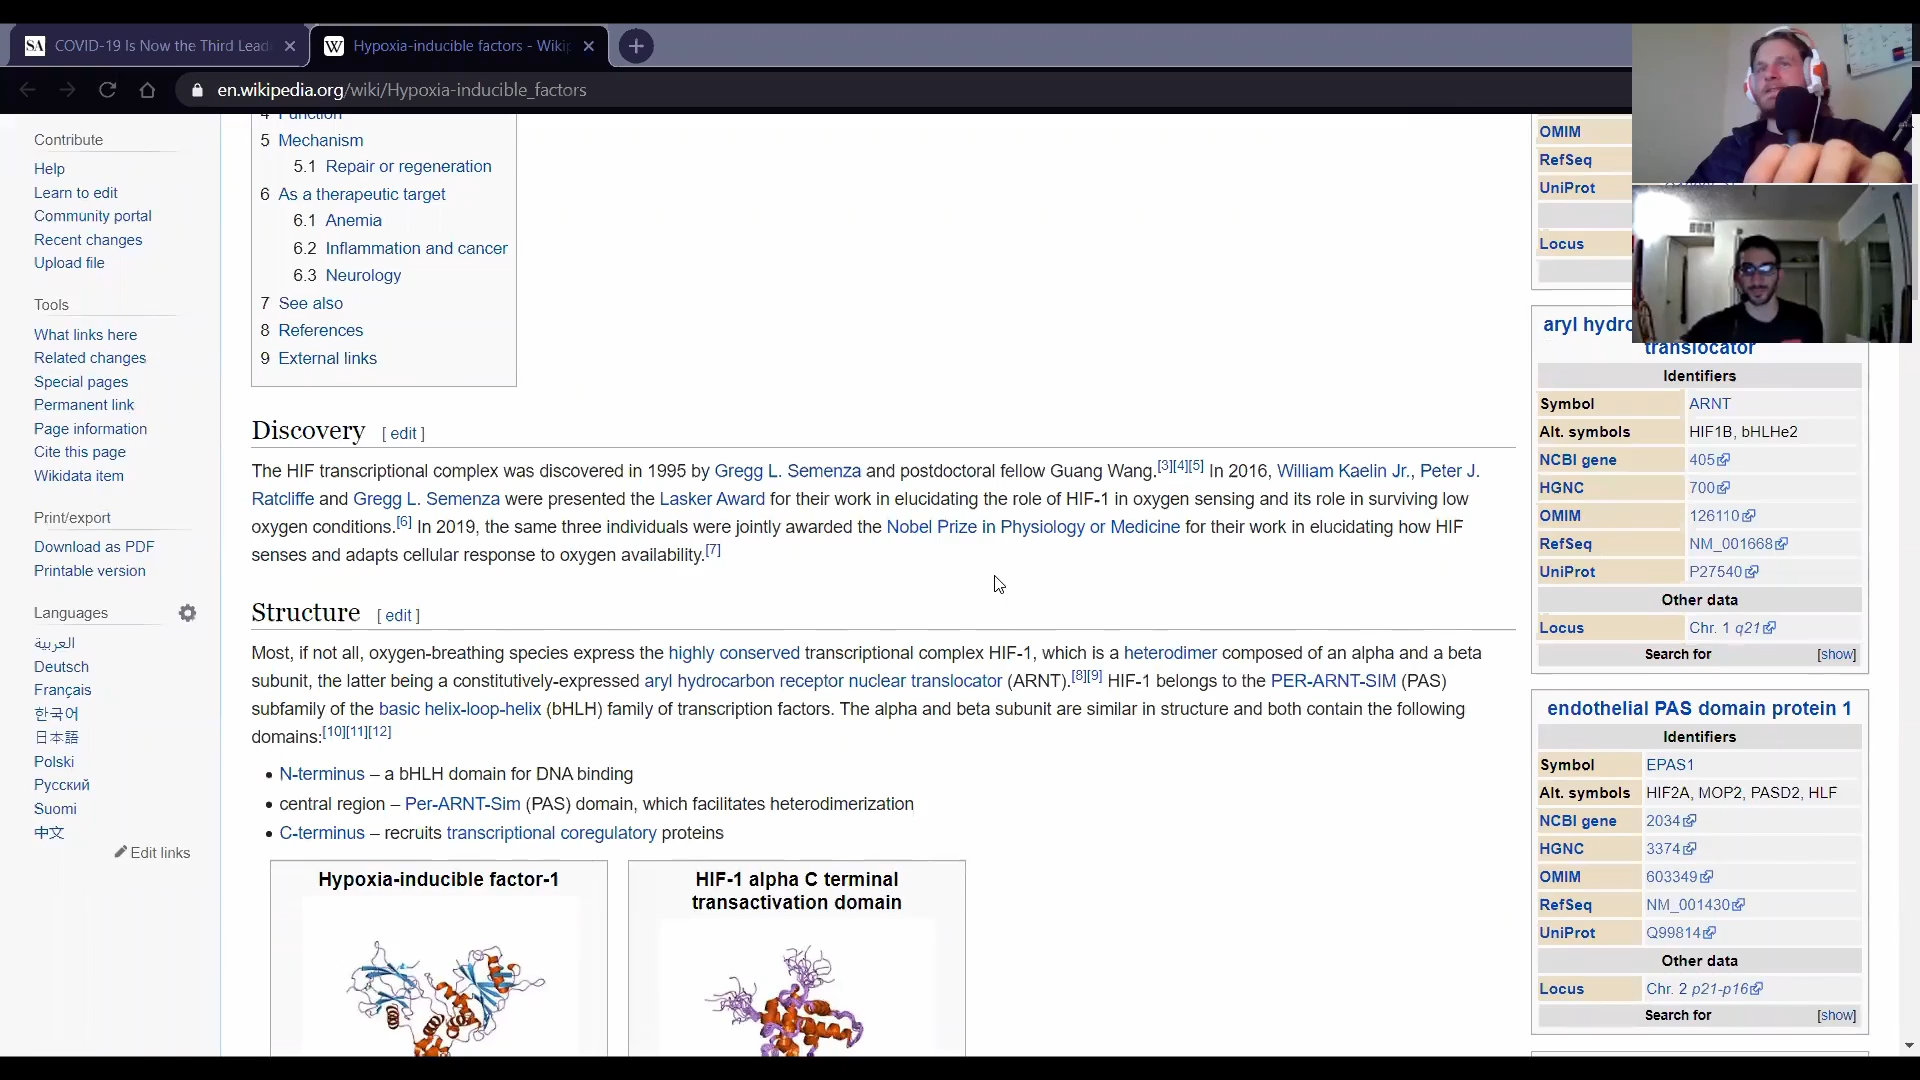 SA COVID-19 Is Now the Third Lead
W Hypoxia-inducible factors - Wiki
en.wikipedia.org/wiki/Hypoxia-inducible_factors
Contribute
Help
Learn to edit
Community portal
Recent changes
Upload file
Tools
What links here
Related changes
Special pages
Permanent link
Page information
Cite this page
Wikidata item
Print/export
Download as PDF
Printable version
Languages
العربية
Deutsch
Français
한국어
日本語
Polski
Русский
Suomi
中文
Edit links
4 Function
5 Mechanism
5.1 Repair or regeneration
6 As a therapeutic target
6.1 Anemia
6.2 Inflammation and cancer
6.3 Neurology
7 See also
8 References
9 External links
Discovery [ edit ]
The HIF transcriptional complex was discovered in 1995 by Gregg L. Semenza and postdoctoral fellow Guang Wang.[3][4][5] In 2016, William Kaelin Jr., Peter J.
Ratcliffe and Gregg L. Semenza were presented the Lasker Award for their work in elucidating the role of HIF-1 in oxygen sensing and its role in surviving low
oxygen conditions.[6] In 2019, the same three individuals were jointly awarded the Nobel Prize in Physiology or Medicine for their work in elucidating how HIF
senses and adapts cellular response to oxygen availability.[7]
Structure [ edit ]
Most, if not all, oxygen-breathing species express the highly conserved transcriptional complex HIF-1, which is a heterodimer composed of an alpha and a beta
subunit, the latter being a constitutively-expressed aryl hydrocarbon receptor nuclear translocator (ARNT).[8][9] HIF-1 belongs to the PER-ARNT-SIM (PAS)
subfamily of the basic helix-loop-helix (bHLH) family of transcription factors. The alpha and beta subunit are similar in structure and both contain the following
domains:[10][11][12]
• N-terminus – a bHLH domain for DNA binding
• central region – Per-ARNT-Sim (PAS) domain, which facilitates heterodimerization
• C-terminus – recruits transcriptional coregulatory proteins
Hypoxia-inducible factor-1
HIF-1 alpha C terminal
transactivation domain
OMIM
RefSeq
UniProt
Locus
aryl hydro
translocator
Identifiers
Symbol ARNT
Alt. symbols HIF1B, bHLHe2
NCBI gene 405
HGNC 700
OMIM 126110
RefSeq NM_001668
UniProt P27540
Other data
Locus Chr. 1 q21
Search for [show]
endothelial PAS domain protein 1
Identifiers
Symbol EPAS1
Alt. symbols HIF2A, MOP2, PASD2, HLF
NCBI gene 2034
HGNC 3374
OMIM 603349
RefSeq NM_001430
UniProt Q99814
Other data
Locus Chr. 2 p21-p16
Search for [show]